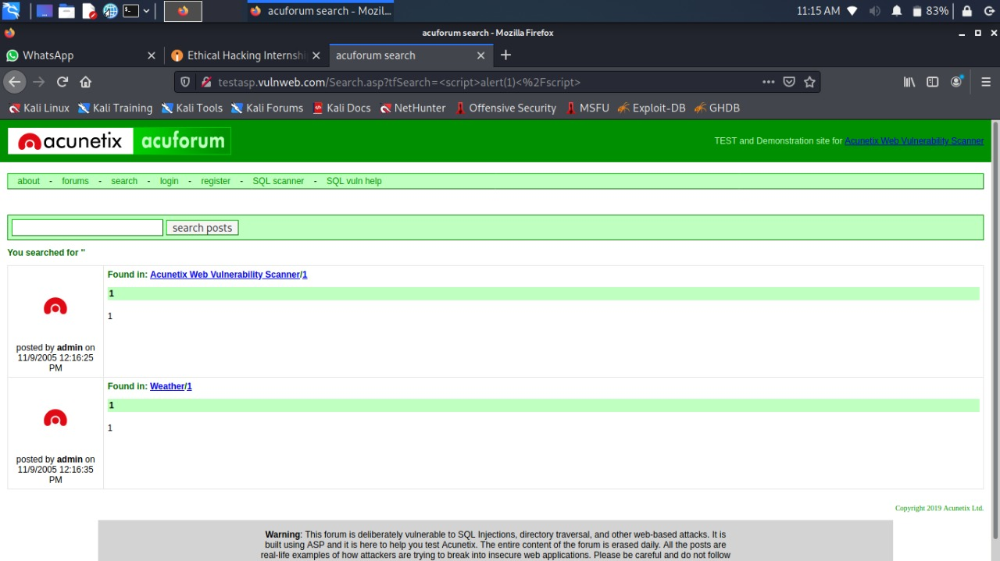 acuforum search - Mozil...
11:15 AM
83%
acuforum search - Mozilla Firefox
WhatsApp
Ethical Hacking Internshi
acuforum search
testasp.vulnweb.com/Search.asp?tfSearch=<script>alert(1)<%2Fscript>
Kali Linux
Kali Training
Kali Tools
Kali Forums
Kali Docs
NetHunter
Offensive Security
MSFU
Exploit-DB
GHDB
acunetix acuforum
TEST and Demonstration site for Acunetix Web Vulnerability Scanner
about - forums - search - login - register - SQL scanner - SQL vuln help
search posts
You searched for ''
Found in: Acunetix Web Vulnerability Scanner/1
1
1
posted by admin on
11/9/2005 12:16:25
PM
Found in: Weather/1
1
1
posted by admin on
11/9/2005 12:16:35
PM
Copyright 2019 Acunetix Ltd.
Warning: This forum is deliberately vulnerable to SQL Injections, directory traversal, and other web-based attacks. It is
built using ASP and it is here to help you test Acunetix. The entire content of the forum is erased daily. All the posts are
real-life examples of how attackers are trying to break into insecure web applications. Please be careful and do not follow